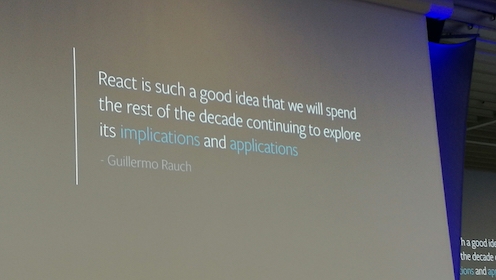 React is such a good idea that we will spend
the rest of the decade continuing to explore
its implications and applications
- Guillermo Rauch
h a good ide
the decade
ions and ap